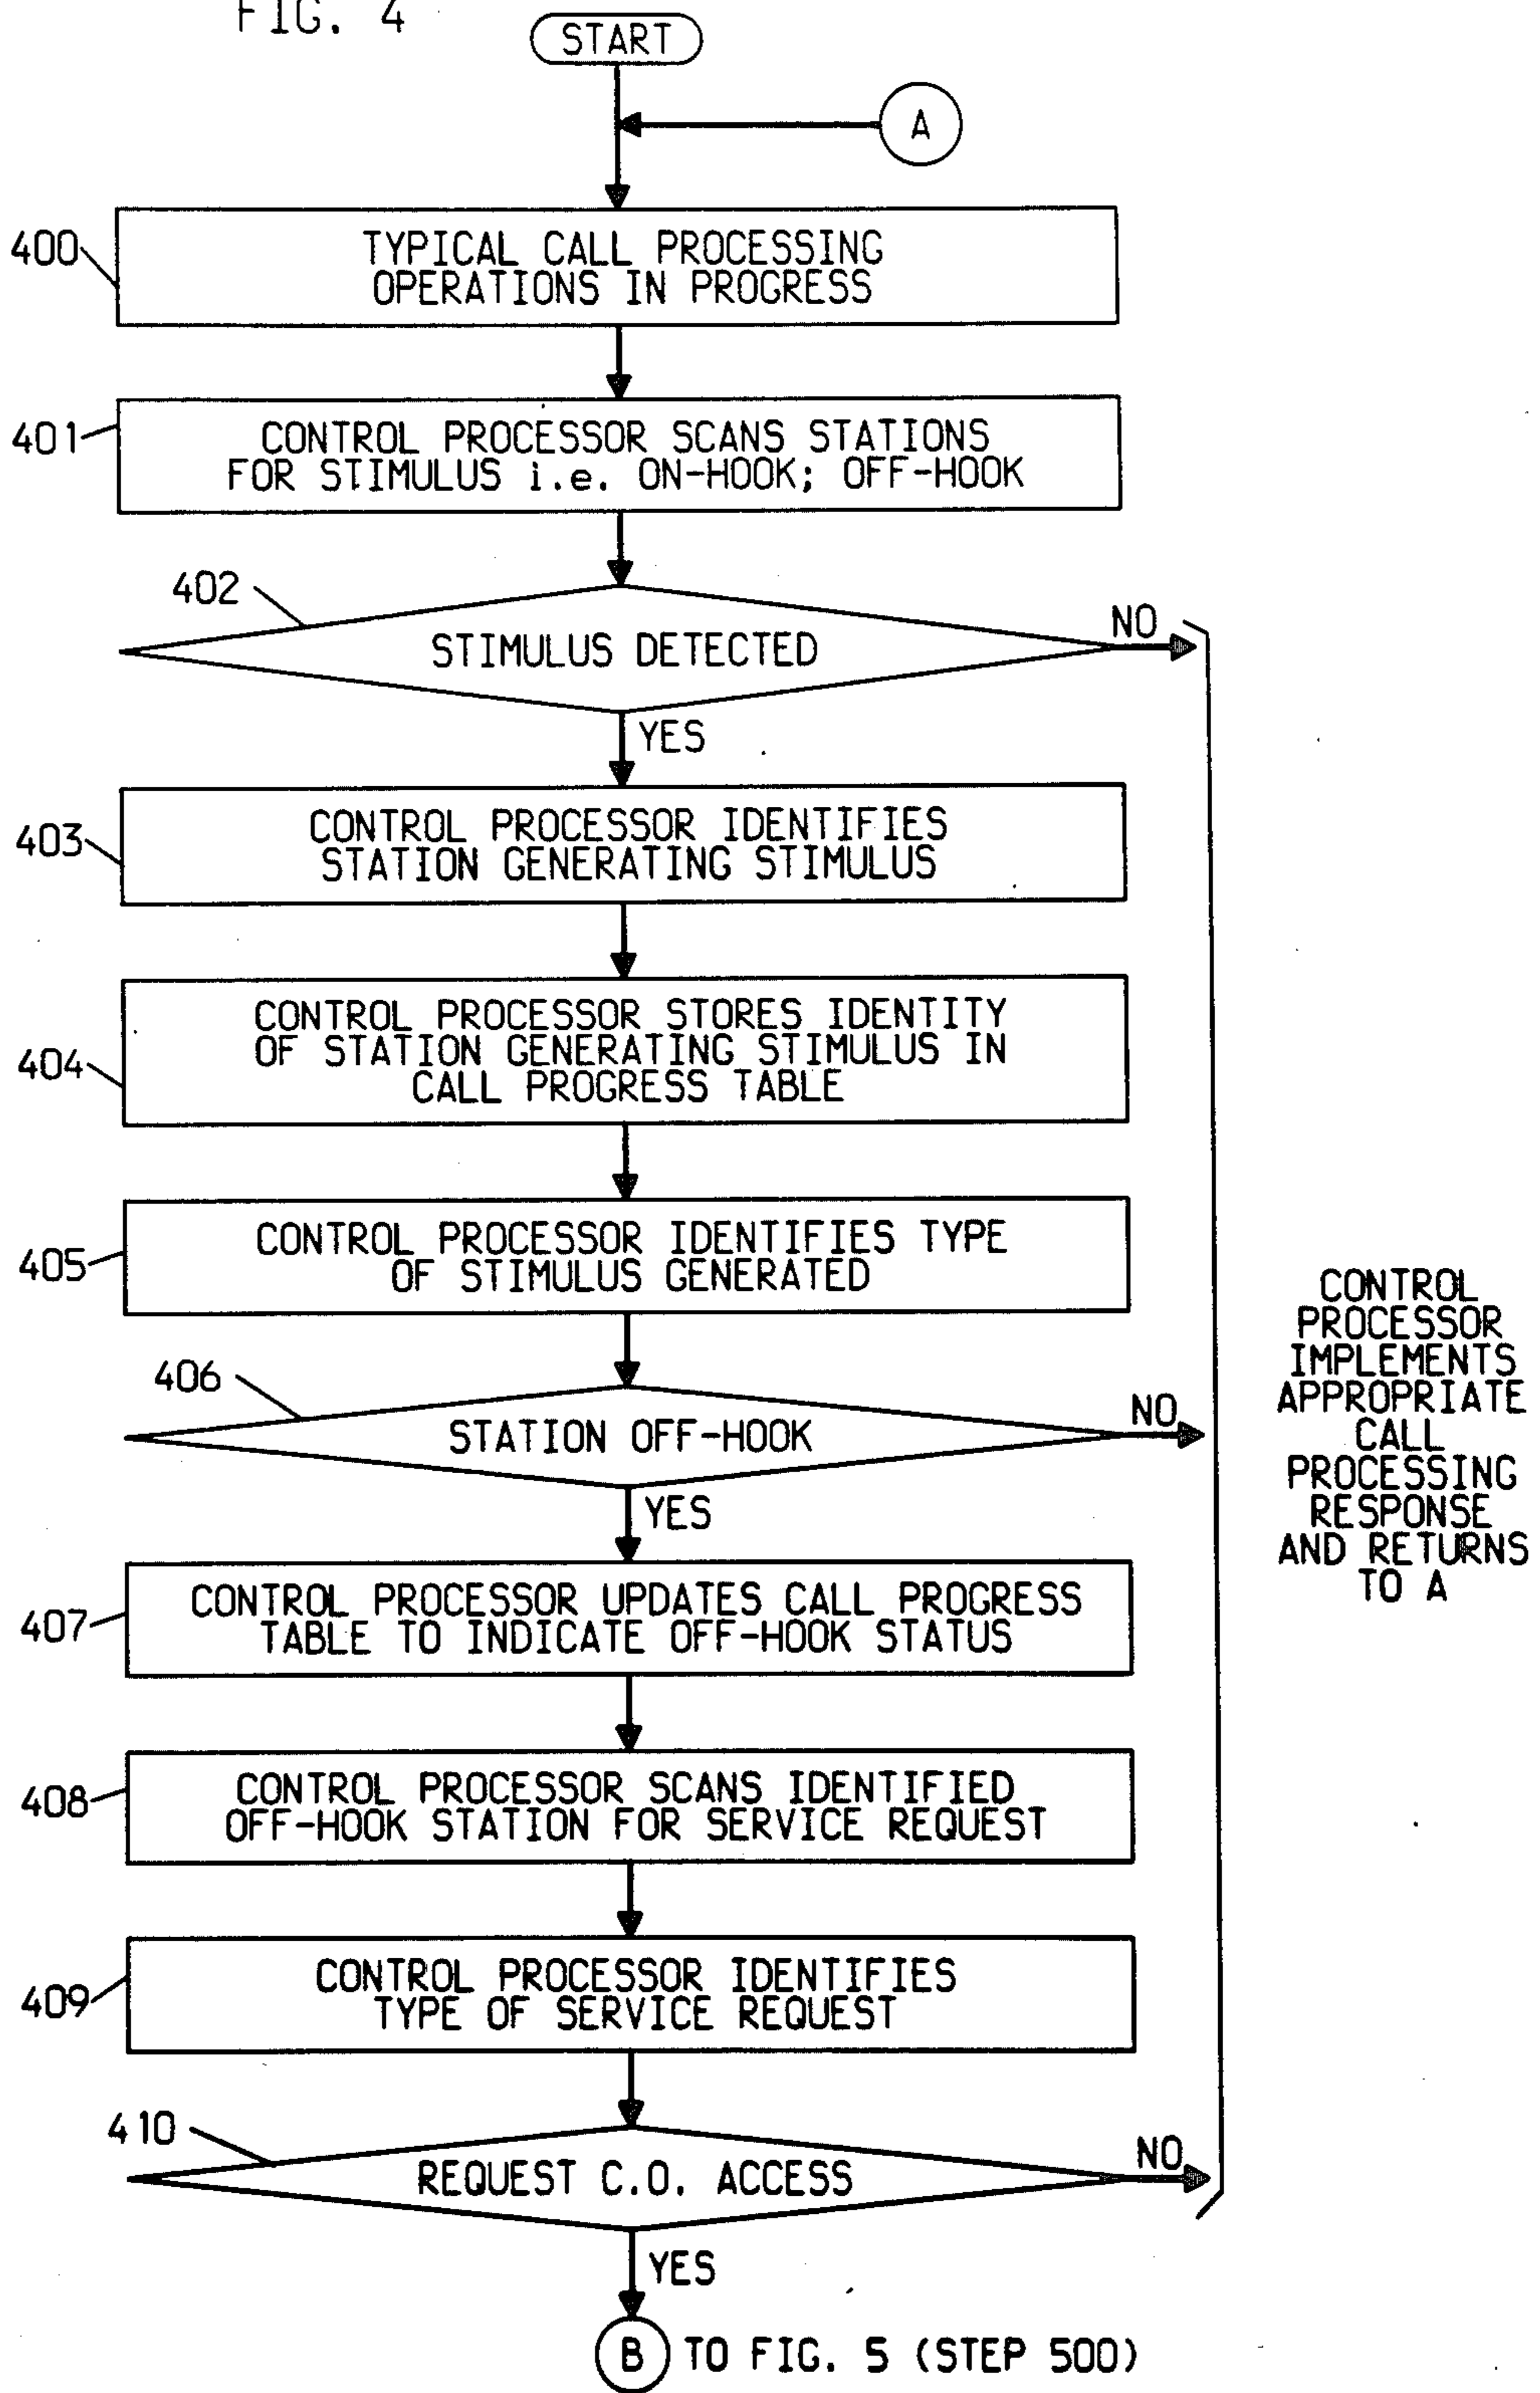 FIG. 4
START
A
400
TYPICAL CALL PROCESSING
OPERATIONS IN PROGRESS
401
CONTROL PROCESSOR SCANS STATIONS
FOR STIMULUS i.e. ON-HOOK; OFF-HOOK
402
STIMULUS DETECTED
NO
YES
403
CONTROL PROCESSOR IDENTIFIES
STATION GENERATING STIMULUS
404
CONTROL PROCESSOR STORES IDENTITY
OF STATION GENERATING STIMULUS IN
CALL PROGRESS TABLE
405
CONTROL PROCESSOR IDENTIFIES TYPE
OF STIMULUS GENERATED
406
STATION OFF-HOOK
NO
YES
407
CONTROL PROCESSOR UPDATES CALL PROGRESS
TABLE TO INDICATE OFF-HOOK STATUS
408
CONTROL PROCESSOR SCANS IDENTIFIED
OFF-HOOK STATION FOR SERVICE REQUEST
409
CONTROL PROCESSOR IDENTIFIES
TYPE OF SERVICE REQUEST
410
REQUEST C.O. ACCESS
NO
YES
B TO FIG. 5 (STEP 500)
CONTROL
PROCESSOR
IMPLEMENTS
APPROPRIATE
CALL
PROCESSING
RESPONSE
AND RETURNS
TO A